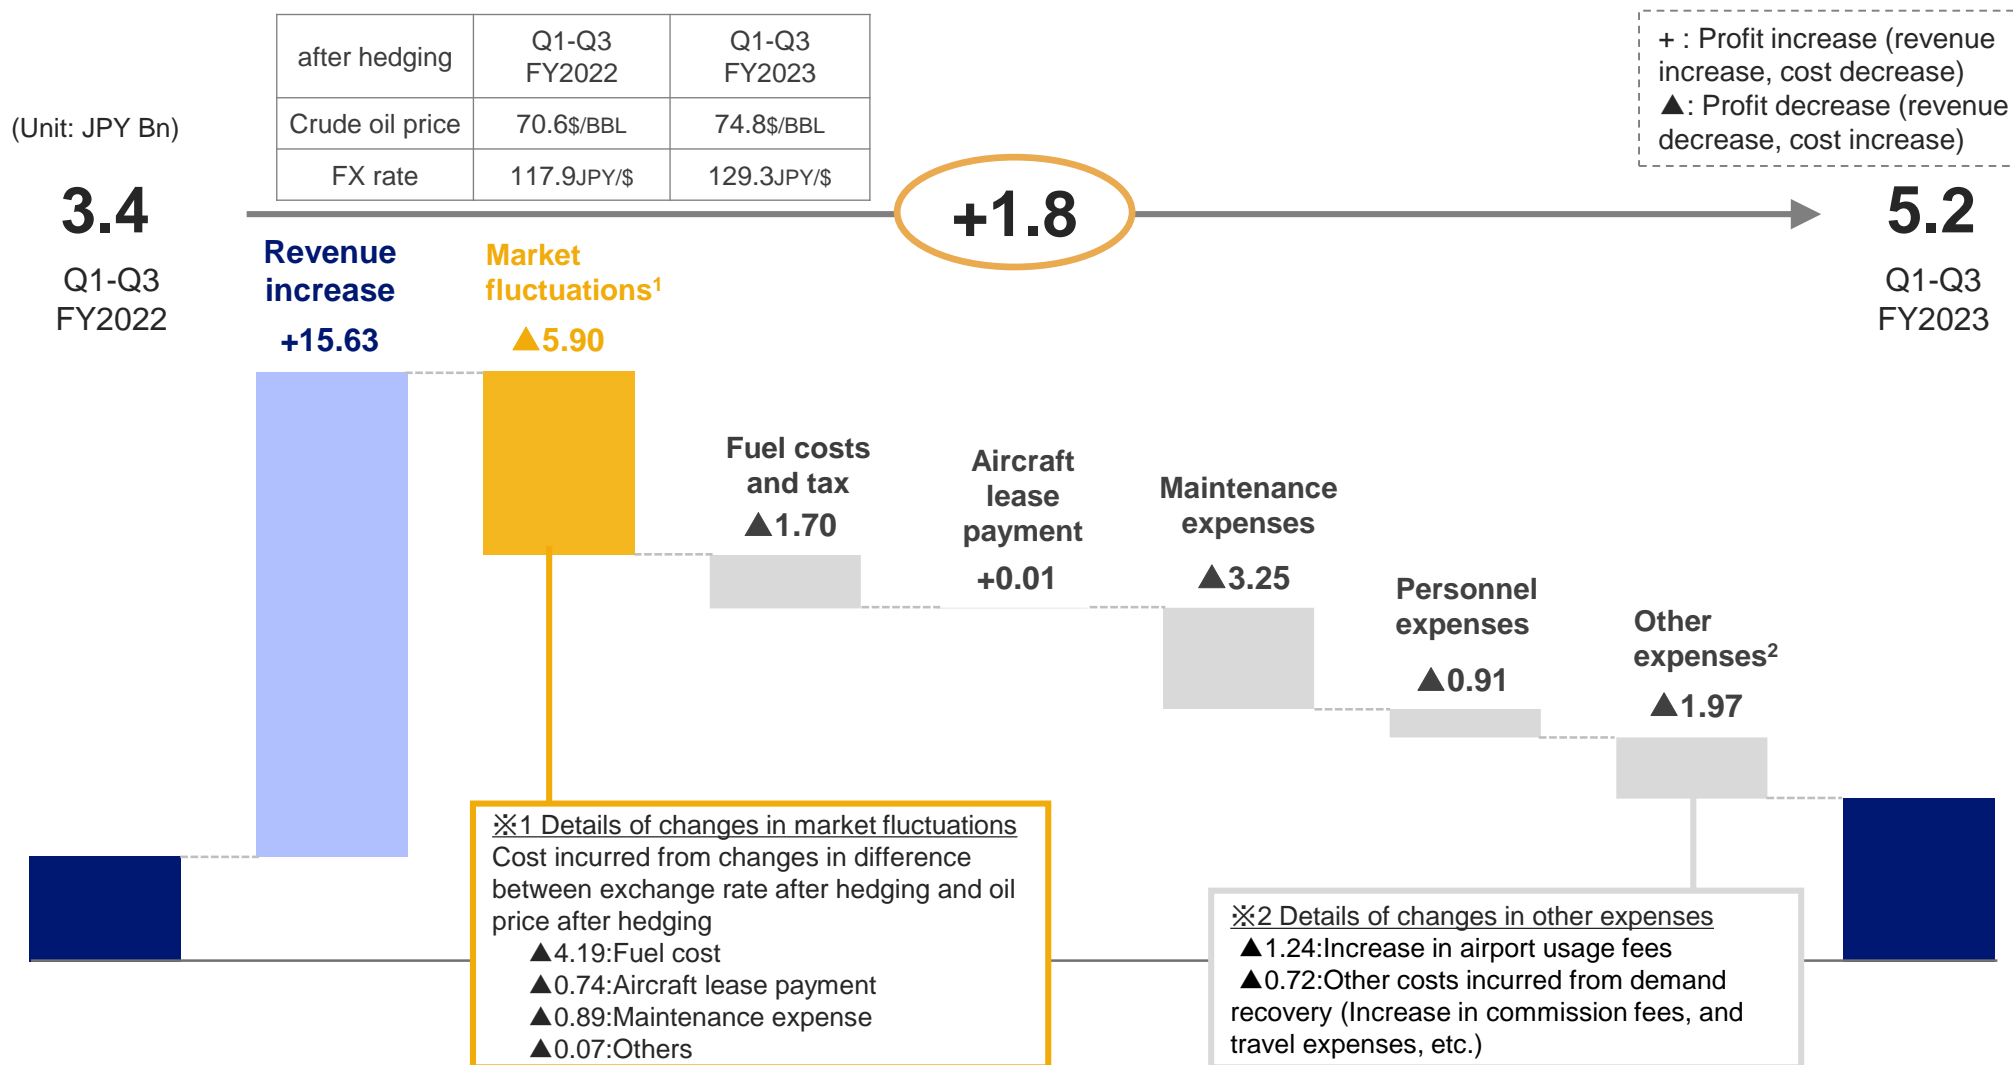 after hedging
Q1-Q3
FY2022
Q1-Q3
FY2023
Crude oil price
70.6$/BBL
74.8$/BBL
FX rate
117.9JPY/$
129.3JPY/$
+ : Profit increase (revenue
increase, cost decrease)
▲: Profit decrease (revenue
decrease, cost increase)
(Unit: JPY Bn)
3.4
Q1-Q3
FY2022
+1.8
5.2
Q1-Q3
FY2023
Revenue
increase
+15.63
Market
fluctuations1
▲5.90
Fuel costs
and tax
▲1.70
Aircraft
lease
payment
+0.01
Maintenance
expenses
▲3.25
Personnel
expenses
▲0.91
Other
expenses2
▲1.97
※1 Details of changes in market fluctuations
Cost incurred from changes in difference
between exchange rate after hedging and oil
price after hedging
▲4.19:Fuel cost
▲0.74:Aircraft lease payment
▲0.89:Maintenance expense
▲0.07:Others
※2 Details of changes in other expenses
▲1.24:Increase in airport usage fees
▲0.72:Other costs incurred from demand
recovery (Increase in commission fees, and
travel expenses, etc.)